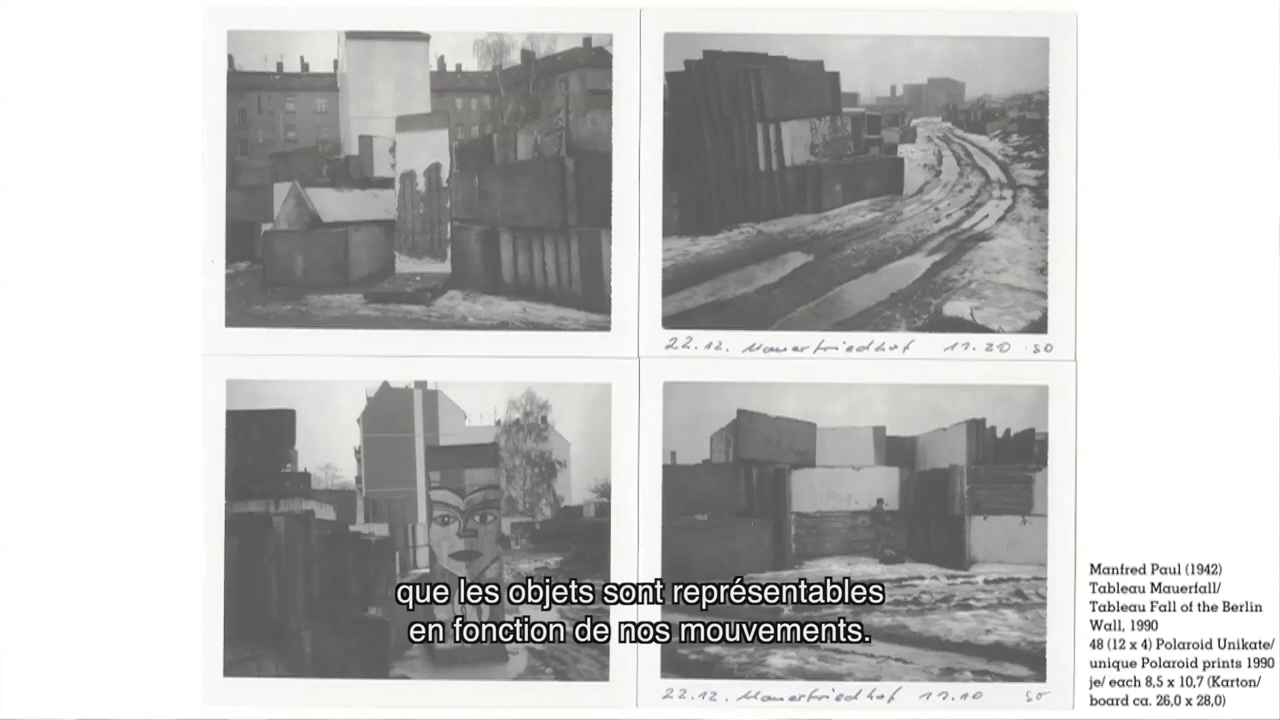 22.12. Mauerfriedhof 11.20 SO
que les objets sont représentables
en fonction de nos mouvements.
22.12. Mauerfriedhof 11.10
Manfred Paul (1942)
Tableau Mauerfall/
Tableau Fall of the Berlin
Wall, 1990
48 (12 x 4) Polaroid Unikate/
unique Polaroid prints 1990
je/ each 8,5 x 10,7 (Karton/
board ca. 26,0 x 28,0)